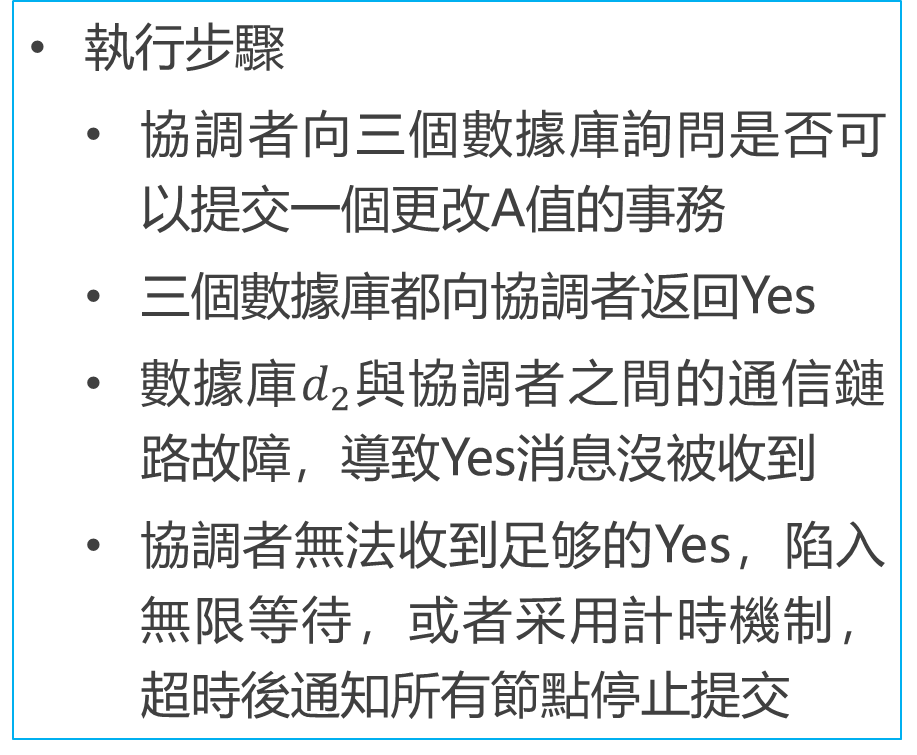 • 執行步驟
• 協調者向三個數據庫詢問是否可
以提交一個更改A值的事務
• 三個數據庫都向協調者返回Yes
• 數據庫d₂與協調者之間的通信鏈
路故障，導致Yes消息沒被收到
• 協調者無法收到足够的Yes，陷入
無限等待，或者采用計時機制，
超時後通知所有節點停止提交